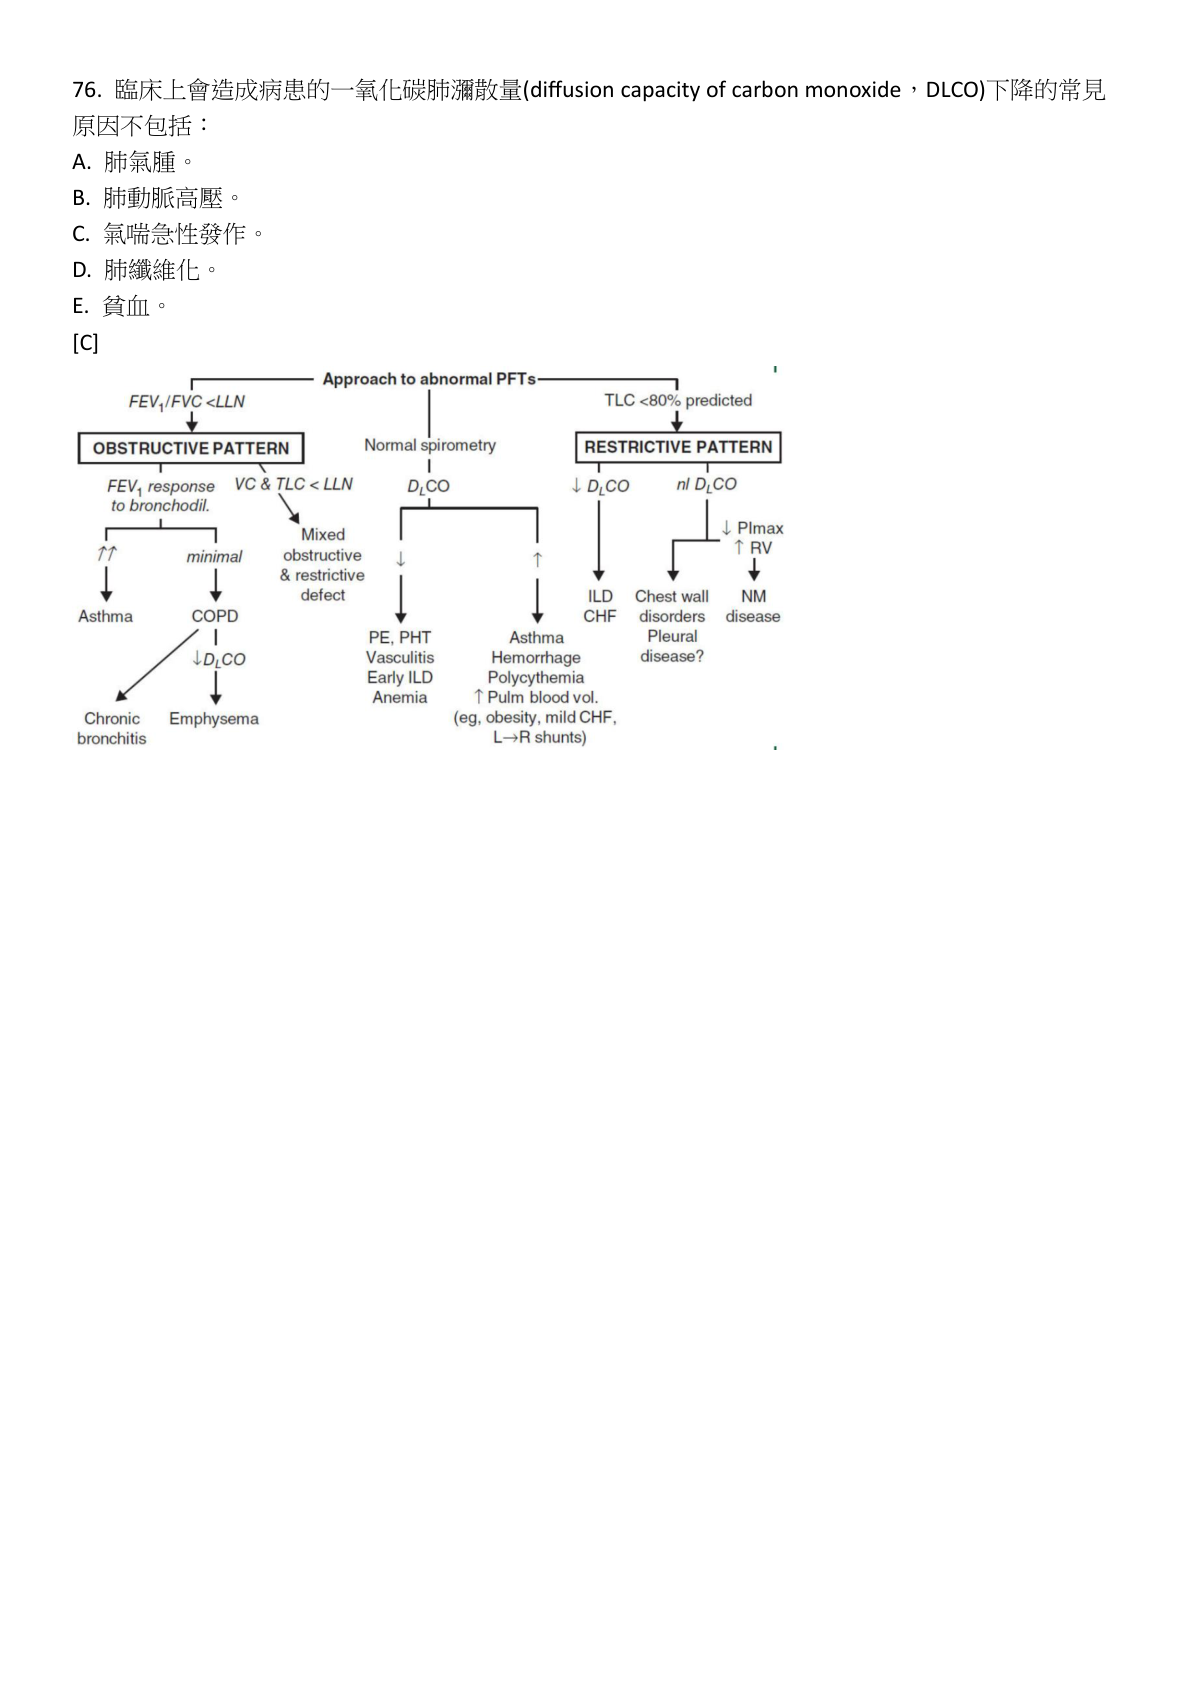 76. 臨床上會造成病患的一氧化碳肺瀰散量(diffusion capacity of carbon monoxide，DLCO)下降的常見
原因不包括：
A. 肺氣腫。
B. 肺動脈高壓。
C. 氣喘急性發作。
D. 肺纖維化。
E. 貧血。
[C]
Approach to abnormal PFTs
FEV₁/FVC <LLN
TLC <80% predicted
OBSTRUCTIVE PATTERN
Normal spirometry
RESTRICTIVE PATTERN
FEV₁ response
to bronchodil.
VC & TLC < LLN
DLCO
↓ DLCO
nl DLCO
↑↑
minimal
Mixed
obstructive
& restrictive
defect
↓
↑
↓ PImax
↑ RV
Asthma
COPD
ILD
CHF
Chest wall
disorders
Pleural
disease?
NM
disease
↓DLCO
PE, PHT
Vasculitis
Early ILD
Anemia
Asthma
Hemorrhage
Polycythemia
↑ Pulm blood vol.
(eg, obesity, mild CHF,
L→R shunts)
Chronic
bronchitis
Emphysema